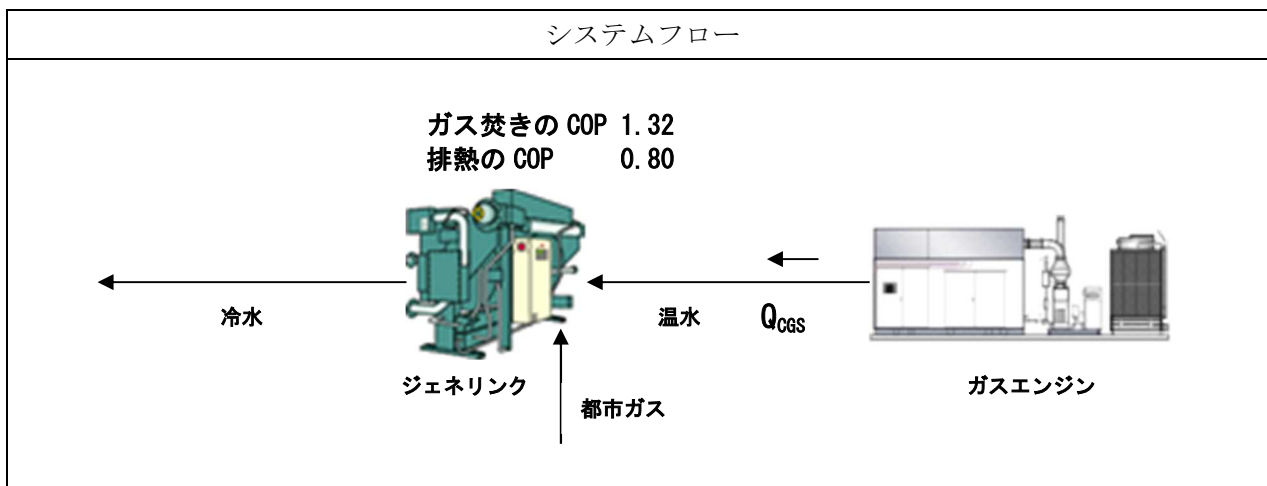 システムフロー
ガス焚きの COP 1.32
排熱の COP 0.80
冷水
温水
QCGS
ジェネリンク
ガスエンジン
都市ガス